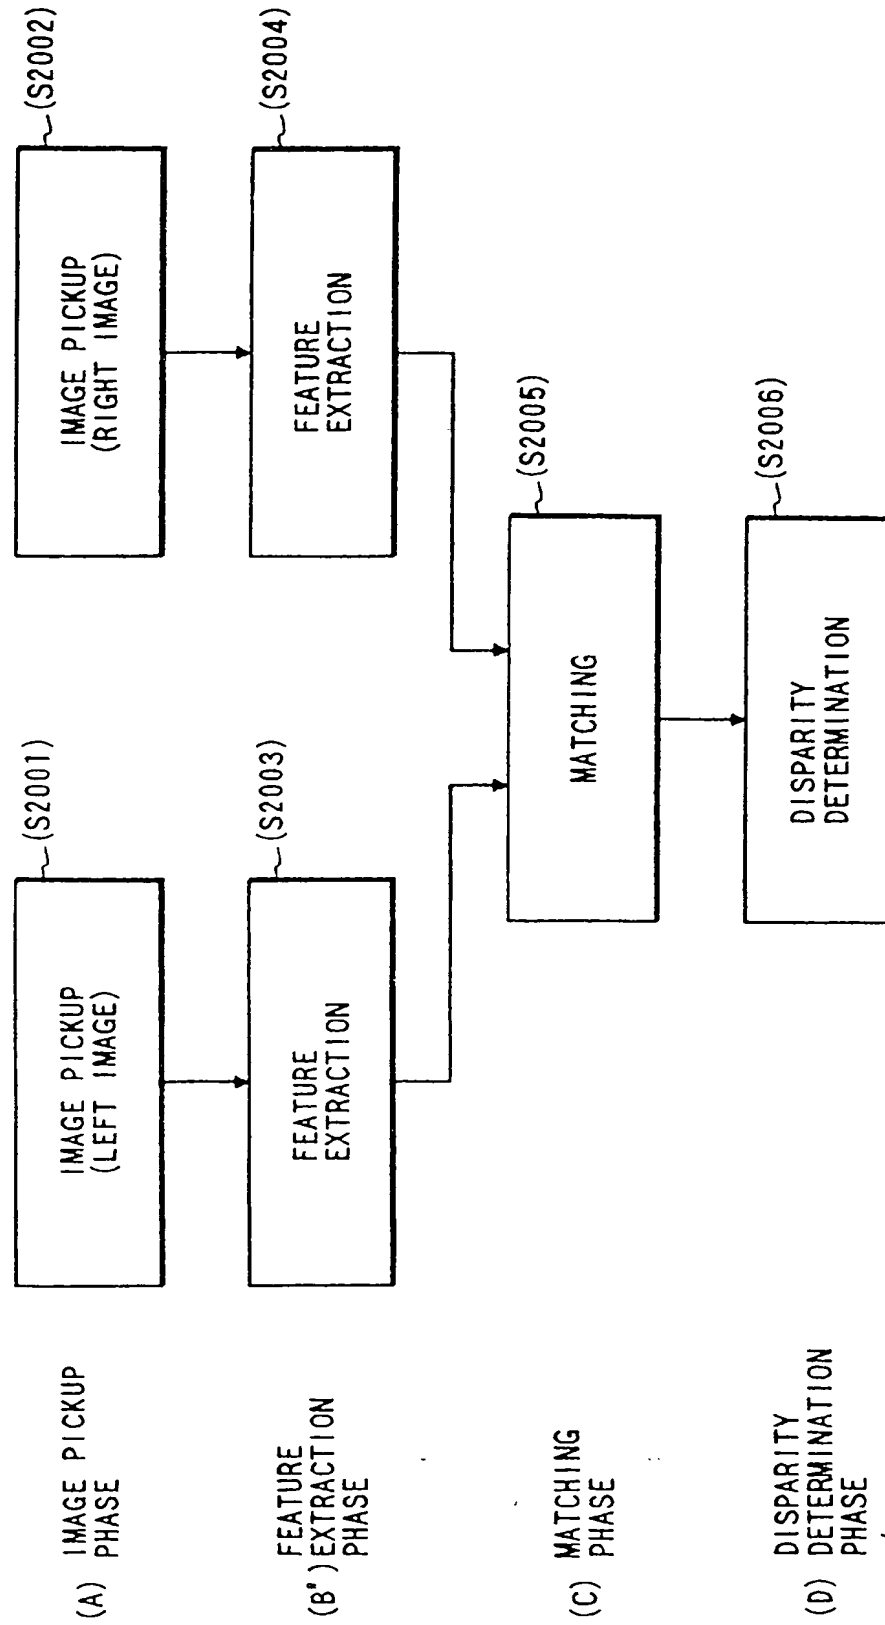 (A) IMAGE PICKUP
PHASE
IMAGE PICKUP
(LEFT IMAGE)
(S2001)
IMAGE PICKUP
(RIGHT IMAGE)
(S2002)
FEATURE
(B") EXTRACTION
PHASE
FEATURE
EXTRACTION
(S2003)
FEATURE
EXTRACTION
(S2004)
(C) MATCHING
PHASE
MATCHING
(S2005)
DISPARITY
(D) DETERMINATION
PHASE
DISPARITY
DETERMINATION
(S2006)